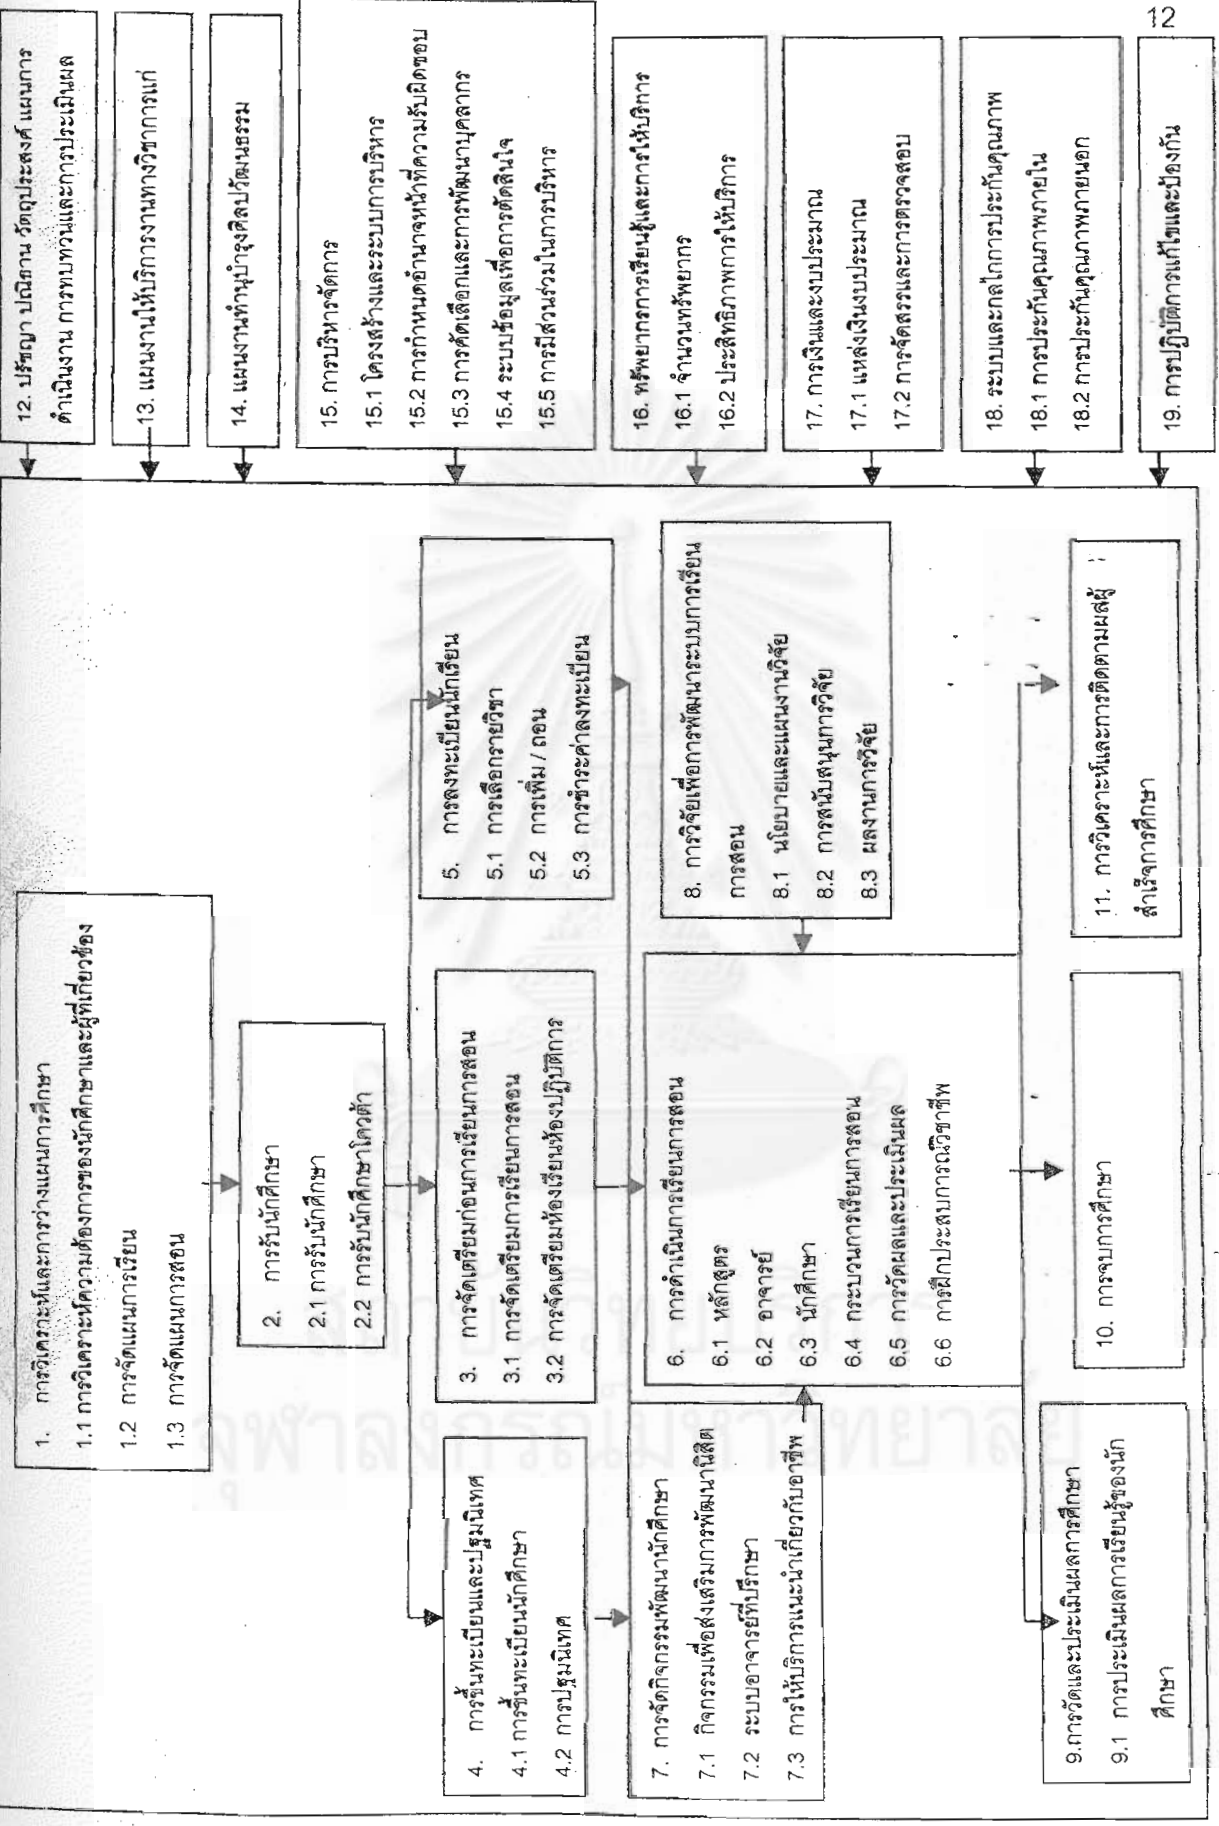 12
1. การวิเคราะห์และการวางแผนการศึกษา
1.1 การวิเคราะห์ความต้องการของนักศึกษาและผู้ที่เกี่ยวข้อง
1.2 การจัดแผนการเรียน
1.3 การจัดแผนการสอน
2. การรับนักศึกษา
2.1 การรับนักศึกษา
2.2 การรับนักศึกษาโควต้า
3. การจัดเตรียมก่อนการเรียนการสอน
3.1 การจัดเตรียมการเรียนการสอน
3.2 การจัดเตรียมห้องเรียนห้องปฏิบัติการ
4. การขึ้นทะเบียนและปฐมนิเทศ
4.1 การขึ้นทะเบียนนักศึกษา
4.2 การปฐมนิเทศ
5. การลงทะเบียนนักเรียน
5.1 การเลือกรายวิชา
5.2 การเพิ่ม / ถอน
5.3 การชำระค่าลงทะเบียน
6. การดำเนินการเรียนการสอน
6.1 หลักสูตร
6.2 อาจารย์
6.3 นักศึกษา
6.4 กระบวนการเรียนการสอน
6.5 การวัดผลและประเมินผล
6.6 การฝึกประสบการณ์วิชาชีพ
7. การจัดกิจกรรมพัฒนานักศึกษา
7.1 กิจกรรมเพื่อส่งเสริมการพัฒนานิสิต
7.2 ระบบอาจารย์ที่ปรึกษา
7.3 การให้บริการแนะนำเกี่ยวกับอาชีพ
8. การวิจัยเพื่อการพัฒนาระบบการเรียน
การสอน
8.1 นโยบายและแผนงานวิจัย
8.2 การสนับสนุนการวิจัย
8.3 ผลงานการวิจัย
9.การวัดและประเมินผลการศึกษา
9.1 การประเมินผลการเรียนรู้ของนัก
ศึกษา
10. การจบการศึกษา
11. การวิเคราะห์และการติดตามผลผู้
สำเร็จการศึกษา
12. ปรัชญา ปณิธาน วัตถุประสงค์ แผนการ
ดำเนินงาน การทบทวนและการประเมินผล
13. แผนงานให้บริการงานทางวิชาการแก่
14. แผนงานทำนุบำรุงศิลปวัฒนธรรม
15. การบริหารจัดการ
15.1 โครงสร้างและระบบการบริหาร
15.2 การกำหนดอำนาจหน้าที่ความรับผิดชอบ
15.3 การคัดเลือกและการพัฒนาบุคลากร
15.4 ระบบข้อมูลเพื่อการตัดสินใจ
15.5 การมีส่วนร่วมในการบริหาร
16. ทรัพยากรการเรียนรู้และการให้บริการ
16.1 จำนวนทรัพยากร
16.2 ประสิทธิภาพการให้บริการ
17. การเงินและงบประมาณ
17.1 แหล่งเงินงบประมาณ
17.2 การจัดสรรและการตรวจสอบ
18. ระบบและกลไกการประกันคุณภาพ
18.1 การประกันคุณภาพภายใน
18.2 การประกันคุณภาพภายนอก
19. การปฏิบัติการแก้ไขและป้องกัน
จุฬาลงกรณ์มหาวิทยาลัย